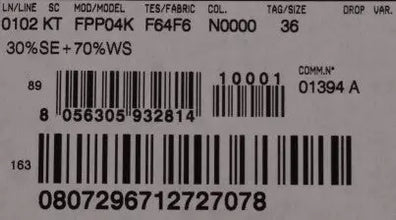 LN/LINE SC MOD/MODEL TES/FABRIC COL. TAG/SIZE DROP VAR.
0102 KT FPP04K F64F6 N0000 36
30%SE+70%WS
10001 COMM.N°
89 01394 A
8 056305 932814
163
0807296712727078